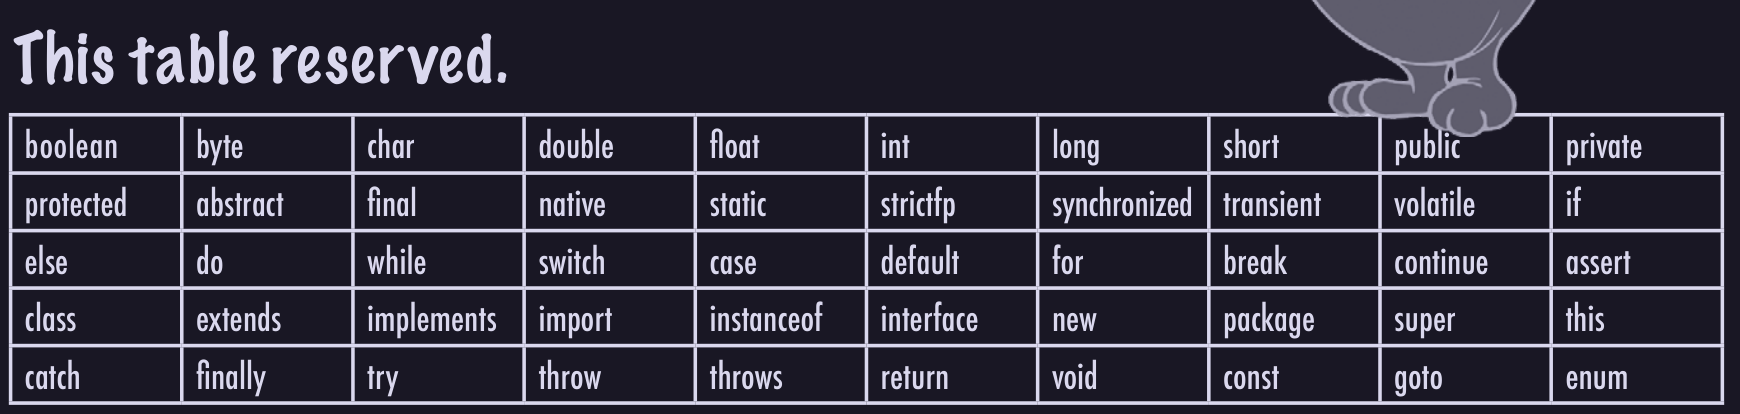 This table reserved.
boolean byte char double float int long short public private
protected abstract final native static strictfp synchronized transient volatile if
else do while switch case default for break continue assert
class extends implements import instanceof interface new package super this
catch finally try throw throws return void const goto enum